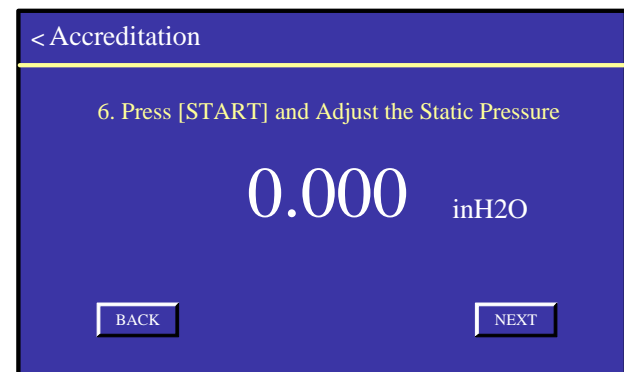 < Accreditation
6. Press [START] and Adjust the Static Pressure
0.000 inH2O
BACK NEXT